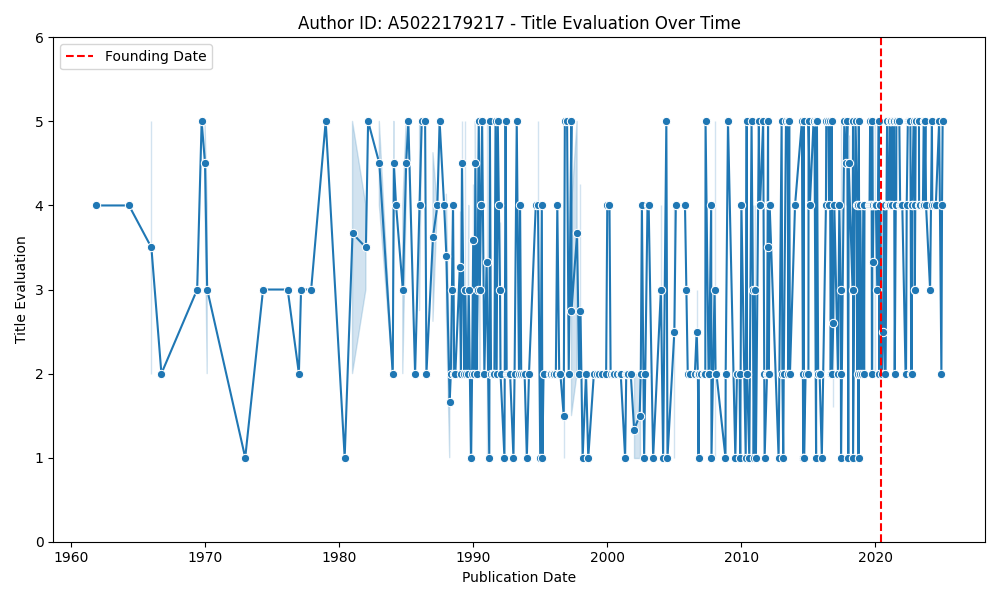 Author ID: A5022179217 - Title Evaluation Over Time
Founding Date
Title Evaluation
6
5
4
3
2
1
0
1960 1970 1980 1990 2000 2010 2020
Publication Date